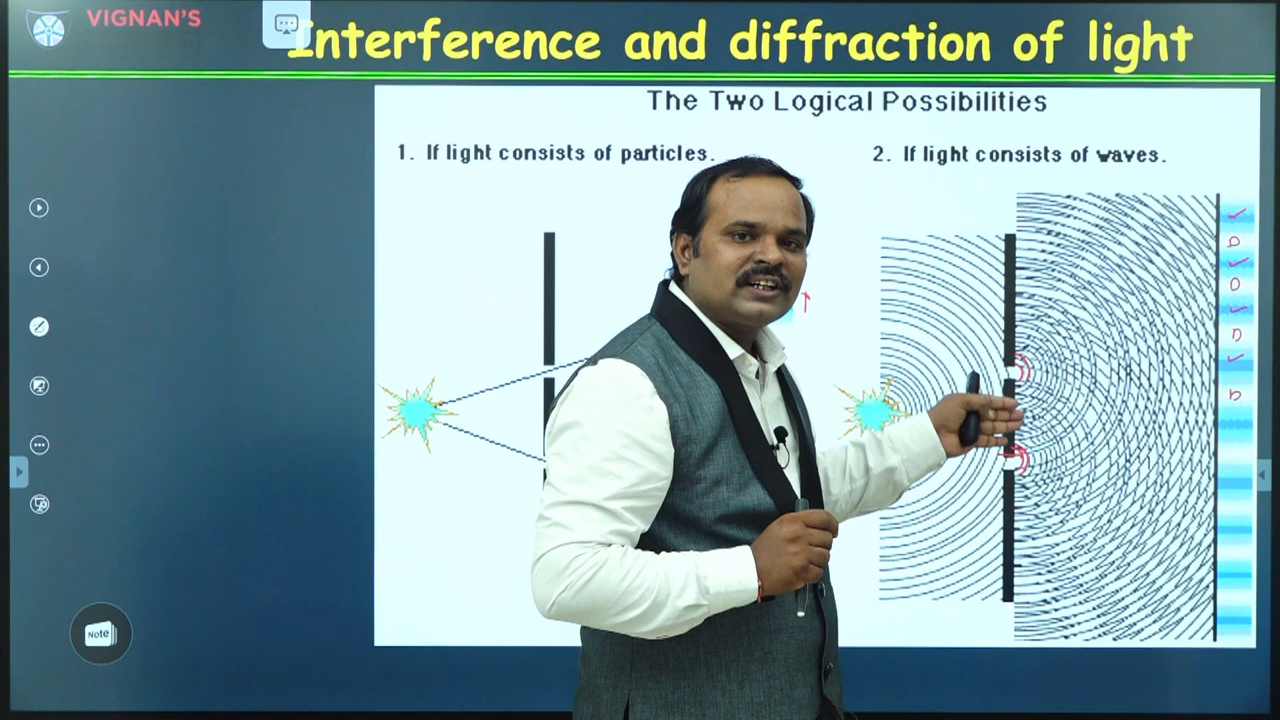 VIGNAN'S
Interference and diffraction of light
The Two Logical Possibilities
1. If light consists of particles.
2. If light consists of waves.
D
D
D
D
Note